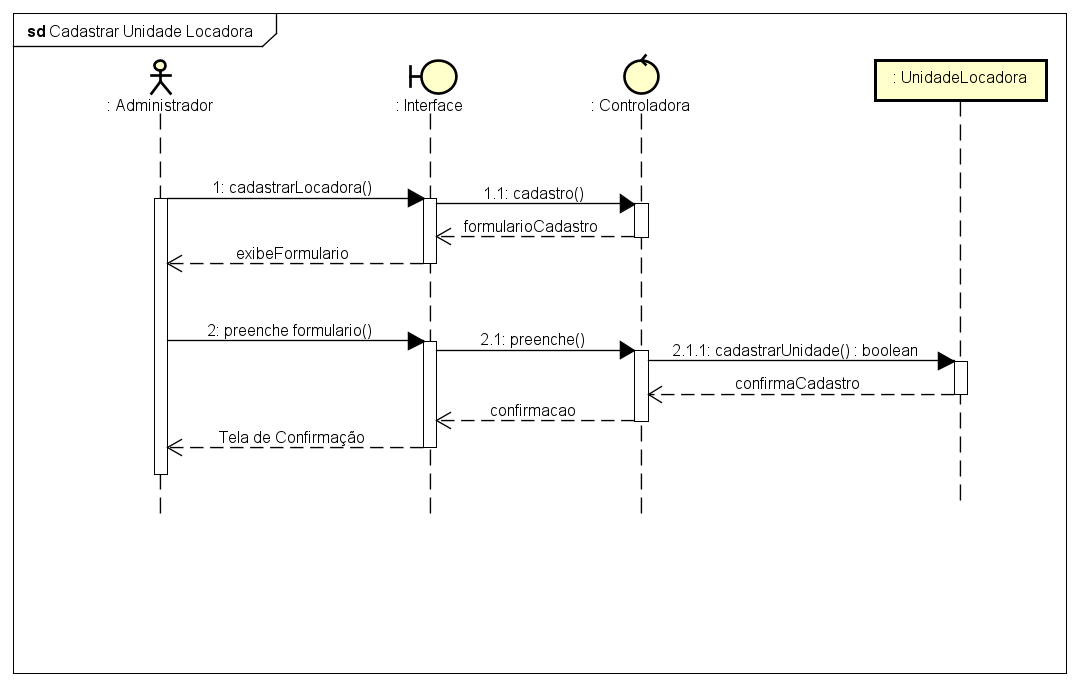 sd Cadastrar Unidade Locadora
: Administrador
: Interface
: Controladora
: UnidadeLocadora
1: cadastrarLocadora()
1.1: cadastro()
formularioCadastro
exibeFormulario
2: preenche formulario()
2.1: preenche()
2.1.1: cadastrarUnidade() : boolean
confirmaCadastro
confirmacao
Tela de Confirmação